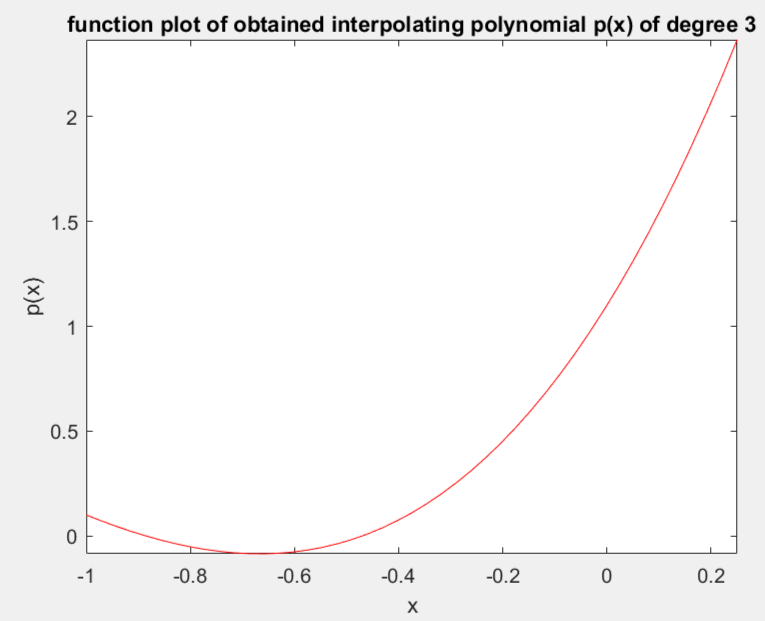 function plot of obtained interpolating polynomial p(x) of degree 3
2
1.5
1
0.5
0
p(x)
-1 -0.8 -0.6 -0.4 -0.2 0 0.2
x